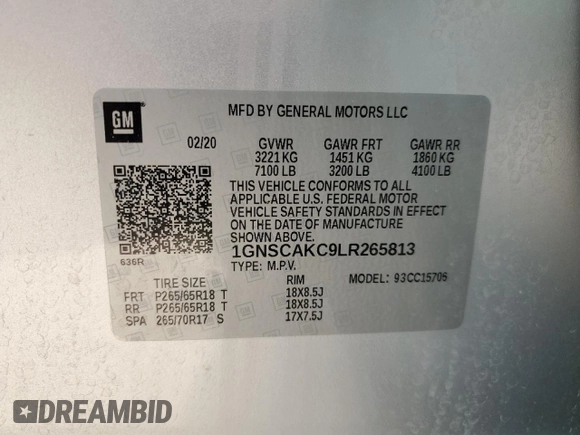 GM
MFD BY GENERAL MOTORS LLC
02/20 GVWR GAWR FRT GAWR RR
3221 KG 1451 KG 1860 KG
7100 LB 3200 LB 4100 LB
THIS VEHICLE CONFORMS TO ALL
APPLICABLE U.S. FEDERAL MOTOR
VEHICLE SAFETY STANDARDS IN EFFECT
ON THE DATE OF MANUFACTURE
SHOWN ABOVE.
636R
1GNSCAKC9LR265813
TYPE: M.P.V.
MODEL: 93CC15706
TIRE SIZE RIM
FRT P265/65R18 T 18X8.5J
RR P265/65R18 T 18X8.5J
SPA 265/70R17 S 17X7.5J
DREAMBID